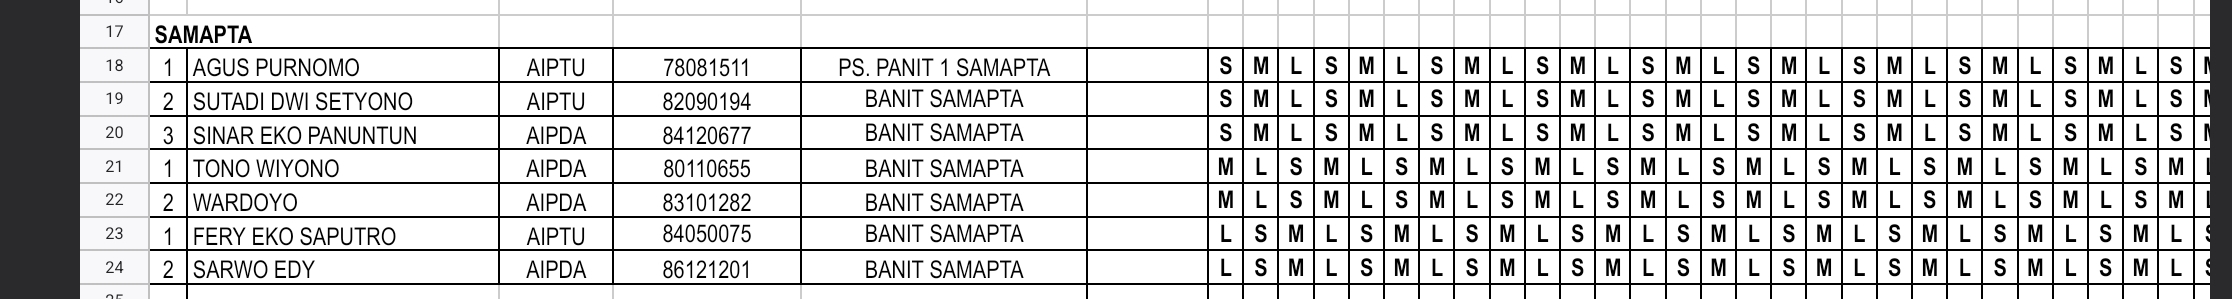 17 SAMAPTA
18 1 AGUS PURNOMO AIPTU 78081511 PS. PANIT 1 SAMAPTA S M L S M L S M L S M L S M L S M L S M L S M L S M L S
19 2 SUTADI DWI SETYONO AIPTU 82090194 BANIT SAMAPTA S M L S M L S M L S M L S M L S M L S M L S M L S M L S
20 3 SINAR EKO PANUNTUN AIPDA 84120677 BANIT SAMAPTA S M L S M L S M L S M L S M L S M L S M L S M L S M L S
21 1 TONO WIYONO AIPDA 80110655 BANIT SAMAPTA M L S M L S M L S M L S M L S M L S M L S M L S M L S M
22 2 WARDOYO AIPDA 83101282 BANIT SAMAPTA M L S M L S M L S M L S M L S M L S M L S M L S M L S M
23 1 FERY EKO SAPUTRO AIPTU 84050075 BANIT SAMAPTA L S M L S M L S M L S M L S M L S M L S M L S M L S M L
24 2 SARWO EDY AIPDA 86121201 BANIT SAMAPTA L S M L S M L S M L S M L S M L S M L S M L S M L S M L